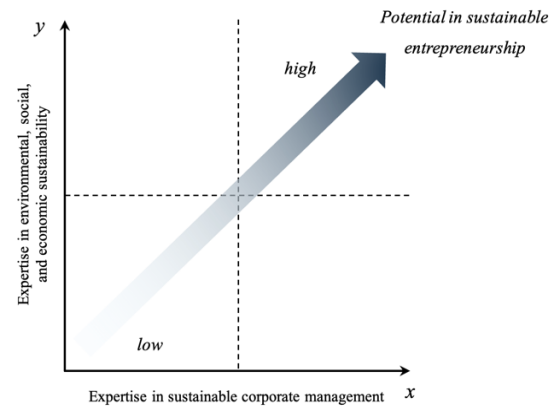 Potential in sustainable
entrepreneurship
y
high
Expertise in environmental, social,
and economic sustainability
low
Expertise in sustainable corporate management
x